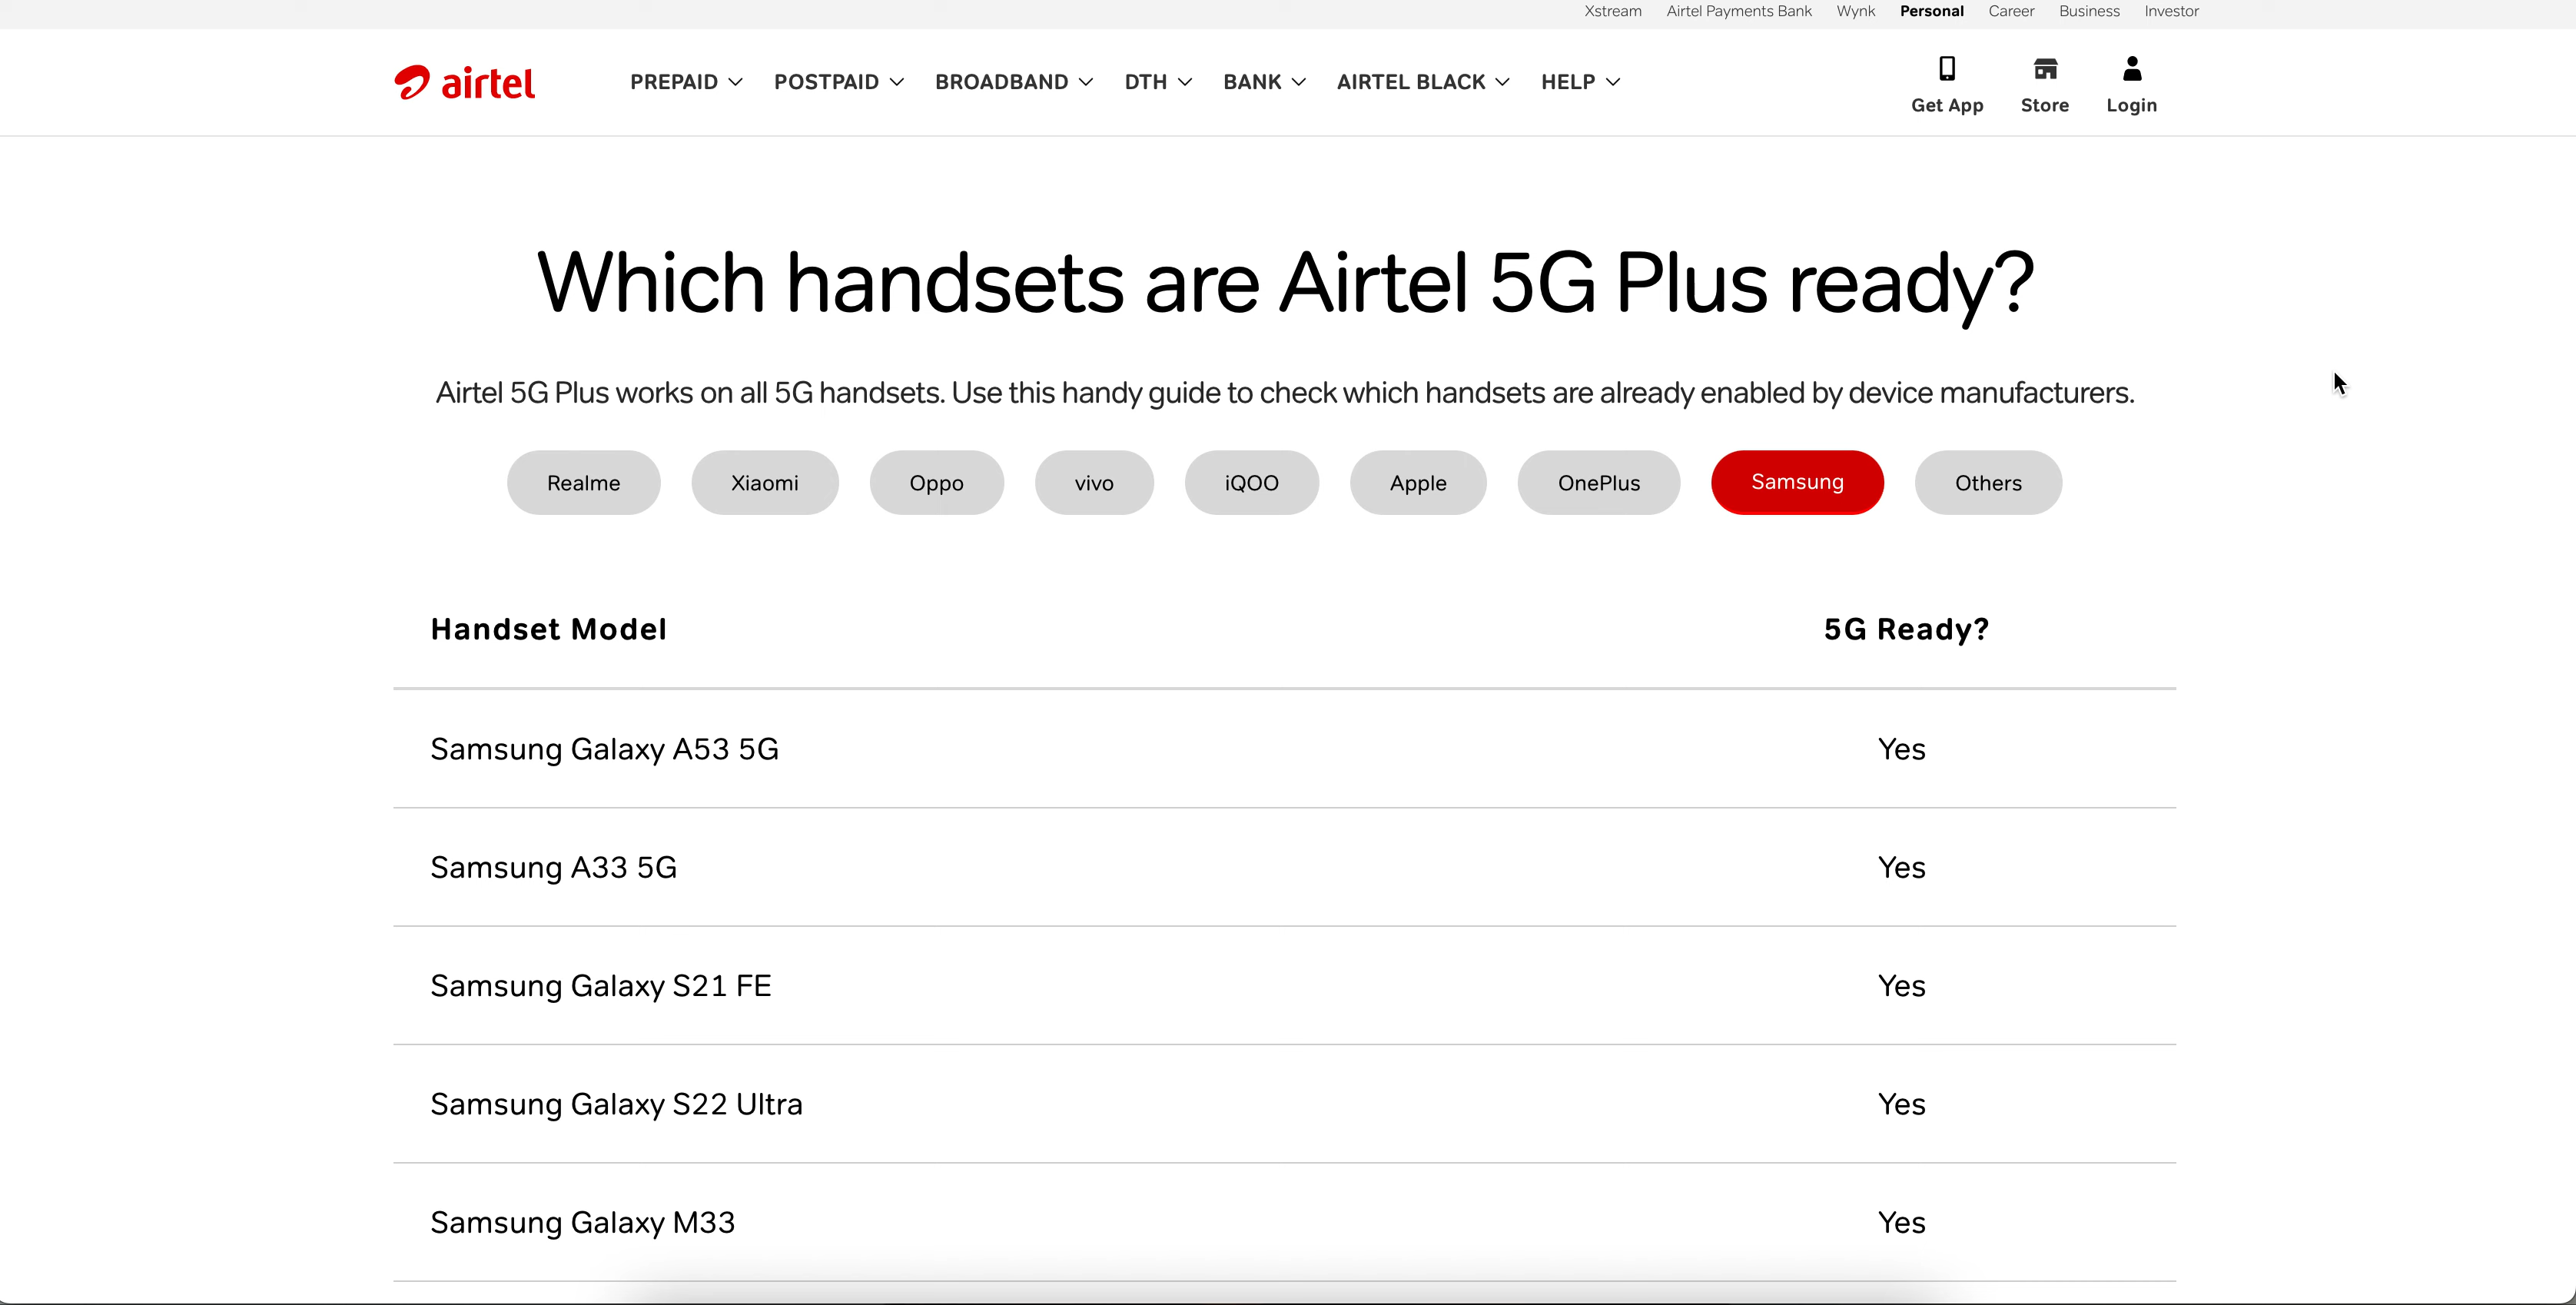 Xstream Airtel Payments Bank Wynk Personal Career Business Investor
airtel PREPAID POSTPAID BROADBAND DTH BANK AIRTEL BLACK HELP Get App Store Login
Which handsets are Airtel 5G Plus ready?
Airtel 5G Plus works on all 5G handsets. Use this handy guide to check which handsets are already enabled by device manufacturers.
Realme Xiaomi Oppo vivo iQOO Apple OnePlus Samsung Others
Handset Model 5G Ready?
Samsung Galaxy A53 5G Yes
Samsung A33 5G Yes
Samsung Galaxy S21 FE Yes
Samsung Galaxy S22 Ultra Yes
Samsung Galaxy M33 Yes